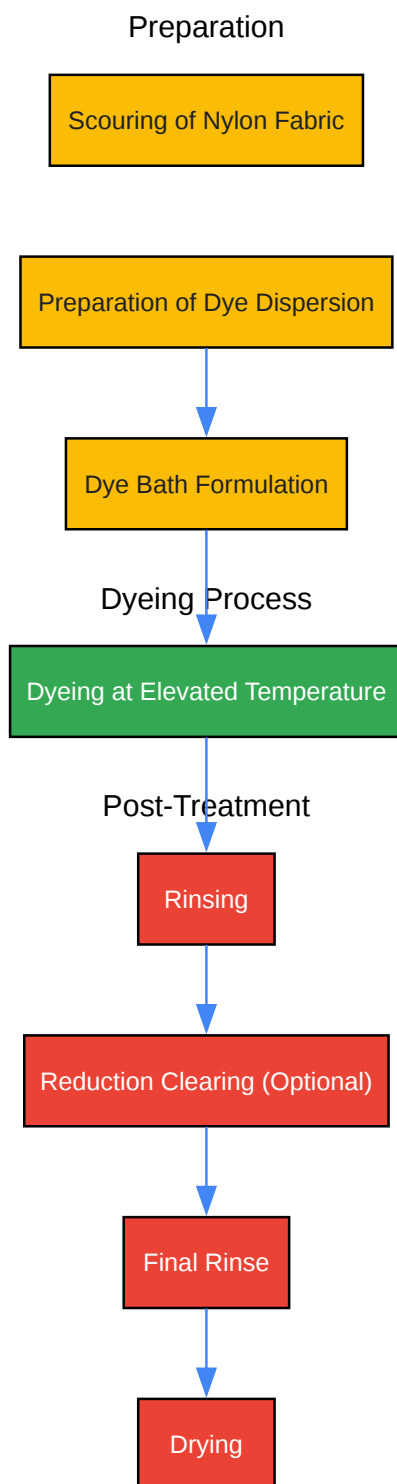 Preparation
Scouring of Nylon Fabric
Preparation of Dye Dispersion
Dye Bath Formulation
Dyeing Process
Dyeing at Elevated Temperature
Post-Treatment
Rinsing
Reduction Clearing (Optional)
Final Rinse
Drying